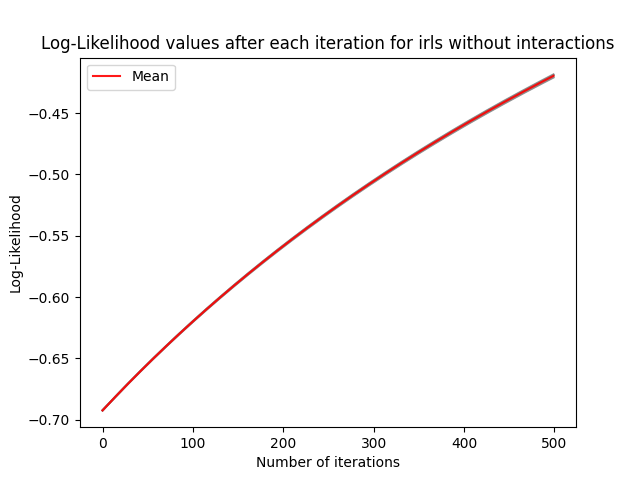 Log-Likelihood values after each iteration for irls without interactions
Mean
Log-Likelihood
−0.45
−0.50
−0.55
−0.60
−0.65
−0.70
0 100 200 300 400 500
Number of iterations